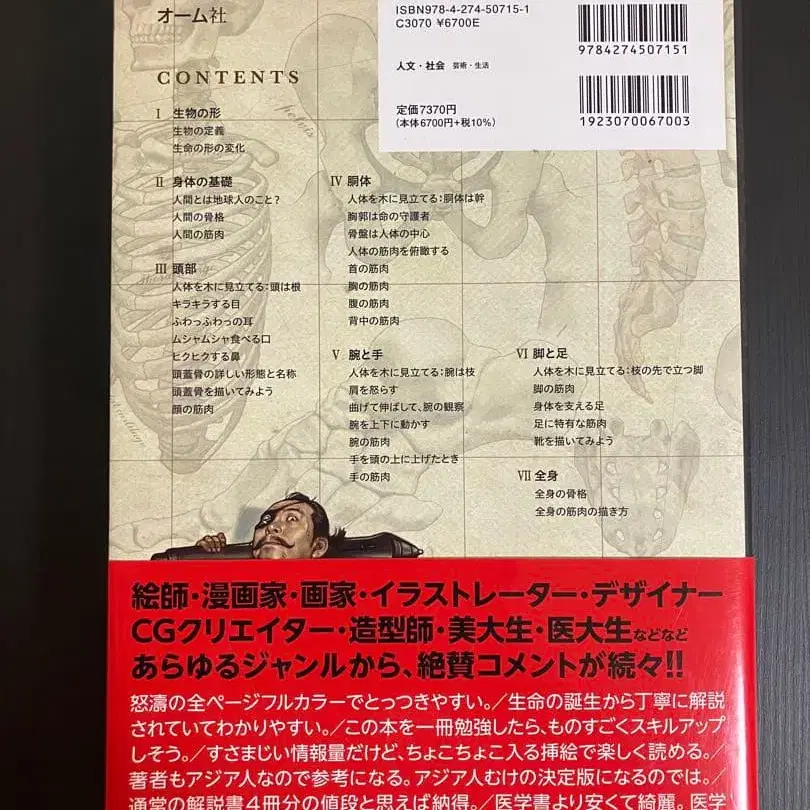 オーム社
ISBN978-4-274-50715-1
C3070 ¥6700E
9784274507151
人文・社会 芸術・生活
定価7370円
(本体6700円+税10%)
1923070067003
CONTENTS
I 生物の形
生物の定義
生命の形の変化
II 身体の基礎
人間とは地球人のこと?
人間の骨格
人間の筋肉
III 頭部
人体を木に見立てる:頭は根
キラキラする目
ふわっふわっの耳
ムシャムシャ食べる口
ヒクヒクする鼻
頭蓋骨の詳しい形態と名称
頭蓋骨を描いてみよう
顔の筋肉
IV 胴体
人体を木に見立てる:胴体は幹
胸郭は命の守護者
骨盤は人体の中心
人体の筋肉を俯瞰する
首の筋肉
胸の筋肉
腹の筋肉
背中の筋肉
V 腕と手
人体を木に見立てる:腕は枝
肩を怒らす
曲げて伸ばして、腕の観察
腕を上下に動かす
腕の筋肉
手を頭の上に上げたとき
手の筋肉
VI 脚と足
人体を木に見立てる:枝の先で立つ脚
脚の筋肉
身体を支える足
足に特有な筋肉
靴を描いてみよう
VII 全身
全身の骨格
全身の筋肉の描き方
pelvis
絵師・漫画家・画家・イラストレーター・デザイナー
CGクリエイター・造型師・美大生・医大生などなど
あらゆるジャンルから、絶賛コメントが続々!!
怒濤の全ページフルカラーでとっつきやすい。/生命の誕生から丁寧に解説
されていてわかりやすい。/この本を一冊勉強したら、ものすごくスキルアップ
しそう。/すさまじい情報量だけど、ちょこちょこ入る挿絵で楽しく読める。/
著者もアジア人なので参考になる。アジア人むけの決定版になるのでは。/
通常の解説書4冊分の値段と思えば納得。/医学書より安くて綺麗。医学